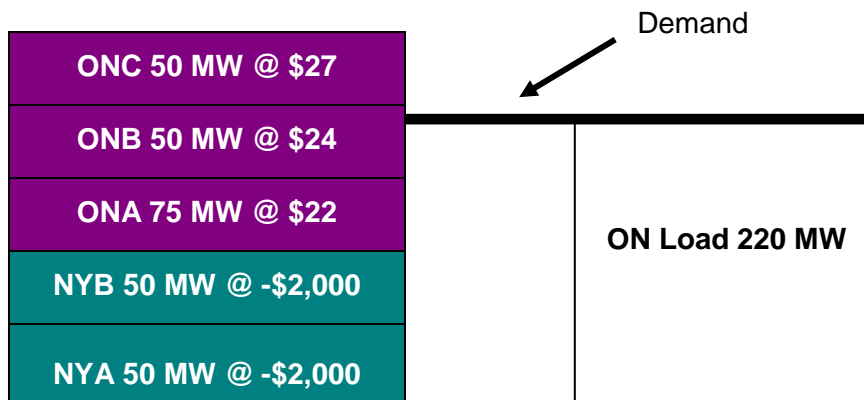 Demand
ONC 50 MW @ $27
ONB 50 MW @ $24
ONA 75 MW @ $22
ON Load 220 MW
NYB 50 MW @ -$2,000
NYA 50 MW @ -$2,000